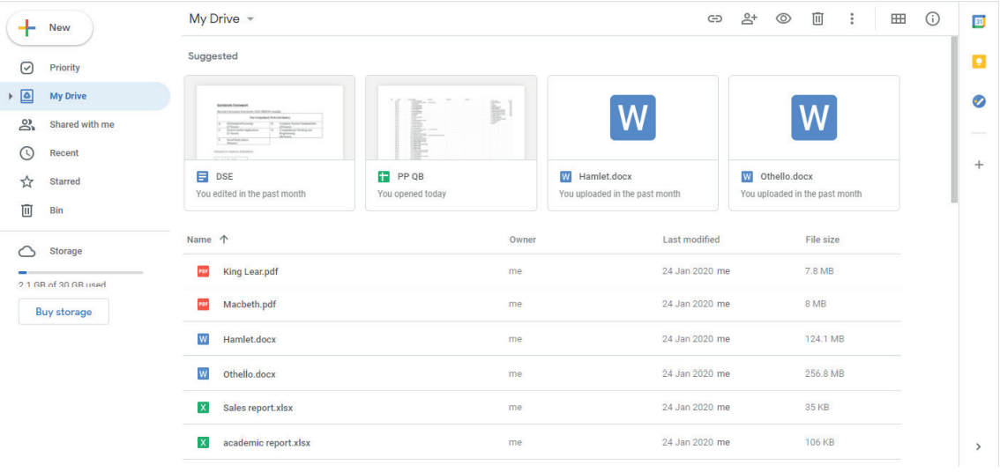 New
Priority
My Drive
Shared with me
Recent
Starred
Bin
Storage
2.1 GB of 30 GB used
Buy storage
My Drive
31
Suggested
W
W
DSE
You edited in the past month
PP QB
You opened today
W Hamlet.docx
You uploaded in the past month
W Othello.docx
You uploaded in the past month
Name Owner Last modified File size
PDF King Lear.pdf me 24 Jan 2020 me 7.8 MB
PDF Macbeth.pdf me 24 Jan 2020 me 8 MB
W Hamlet.docx me 24 Jan 2020 me 124.1 MB
W Othello.docx me 24 Jan 2020 me 256.8 MB
X Sales report.xlsx me 24 Jan 2020 me 35 KB
X academic report.xlsx me 24 Jan 2020 me 106 KB